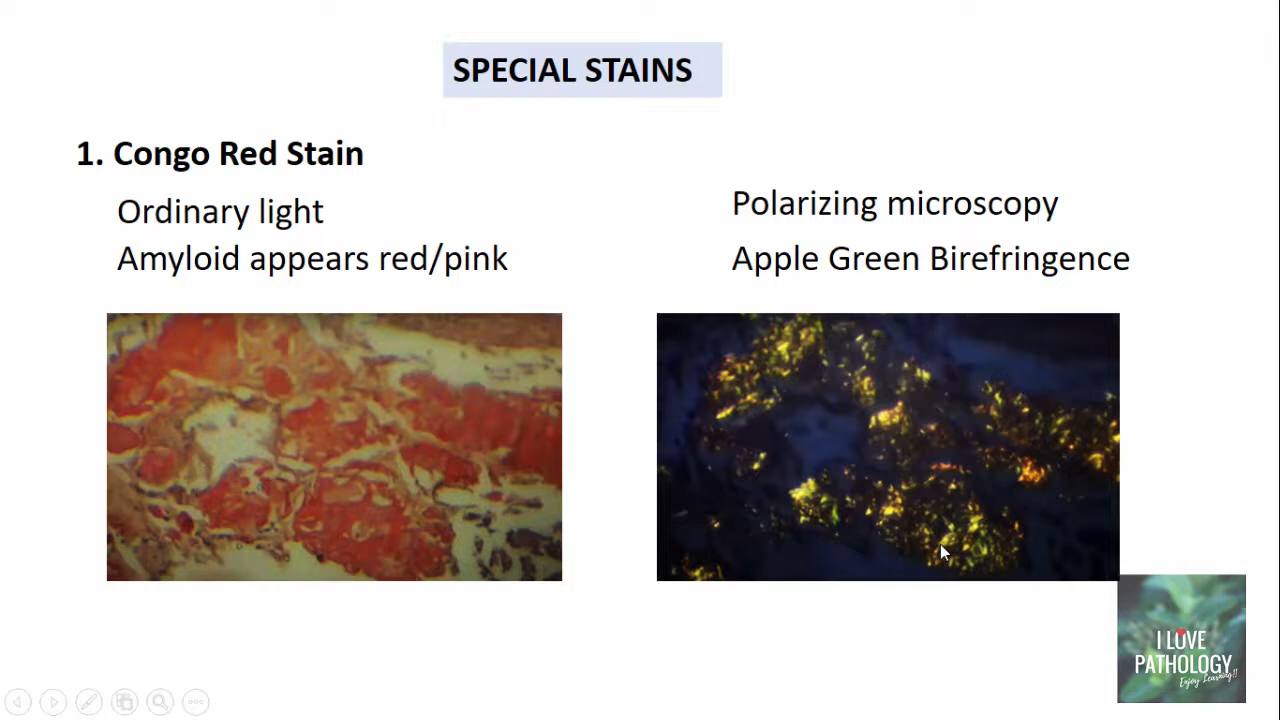 SPECIAL STAINS
1. Congo Red Stain
Ordinary light
Amyloid appears red/pink
Polarizing microscopy
Apple Green Birefringence
I LOVE
PATHOLOGY
Enjoy Learning!!